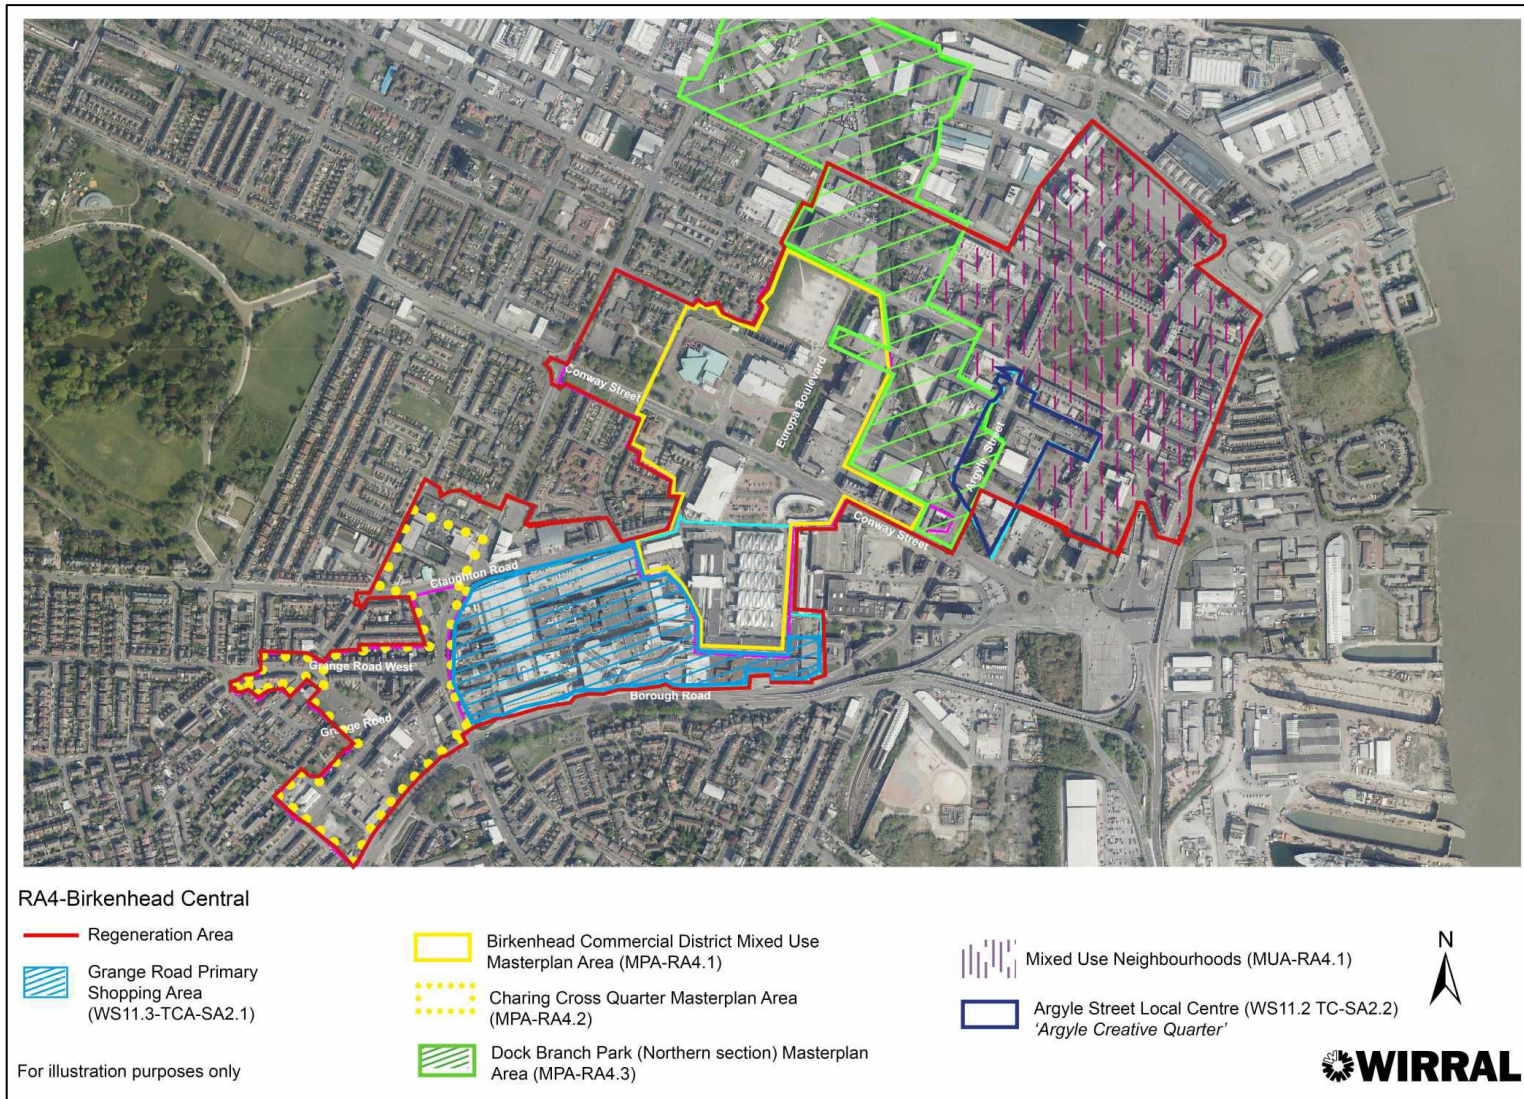 Conway Street
Europa Boulevard
Argyle Street
Conway Street
Claughton Road
Grange Road West
Borough Road
Grange Road
RA4-Birkenhead Central
Regeneration Area
Grange Road Primary
Shopping Area
(WS11.3-TCA-SA2.1)
For illustration purposes only
Birkenhead Commercial District Mixed Use
Masterplan Area (MPA-RA4.1)
Charing Cross Quarter Masterplan Area
(MPA-RA4.2)
Dock Branch Park (Northern section) Masterplan
Area (MPA-RA4.3)
Mixed Use Neighbourhoods (MUA-RA4.1)
Argyle Street Local Centre (WS11.2 TC-SA2.2)
‘Argyle Creative Quarter’
N
WIRRAL